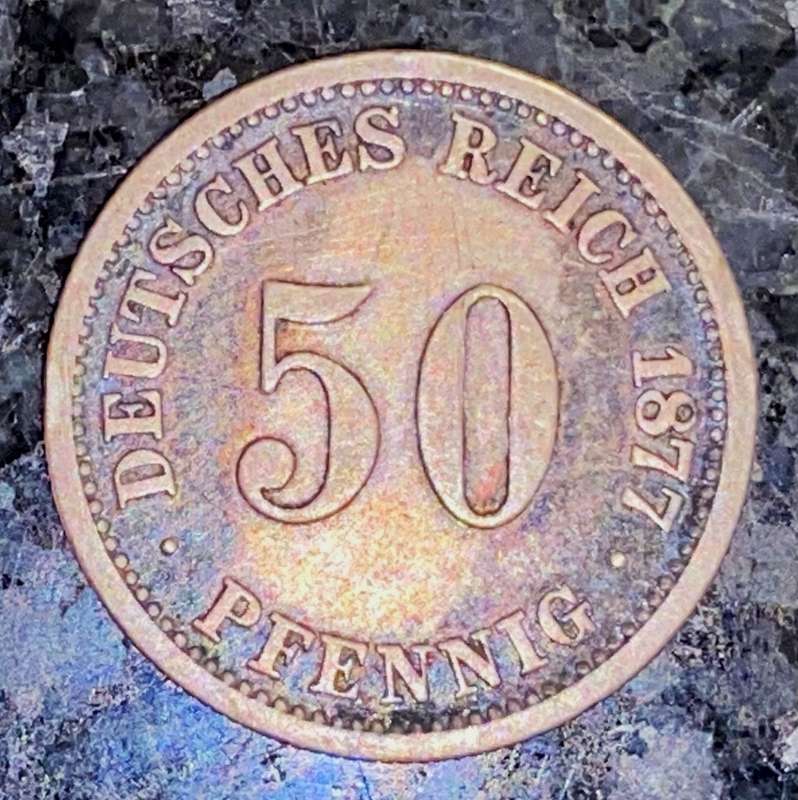 DEUTSCHES REICH 1877
50
PFENNIG